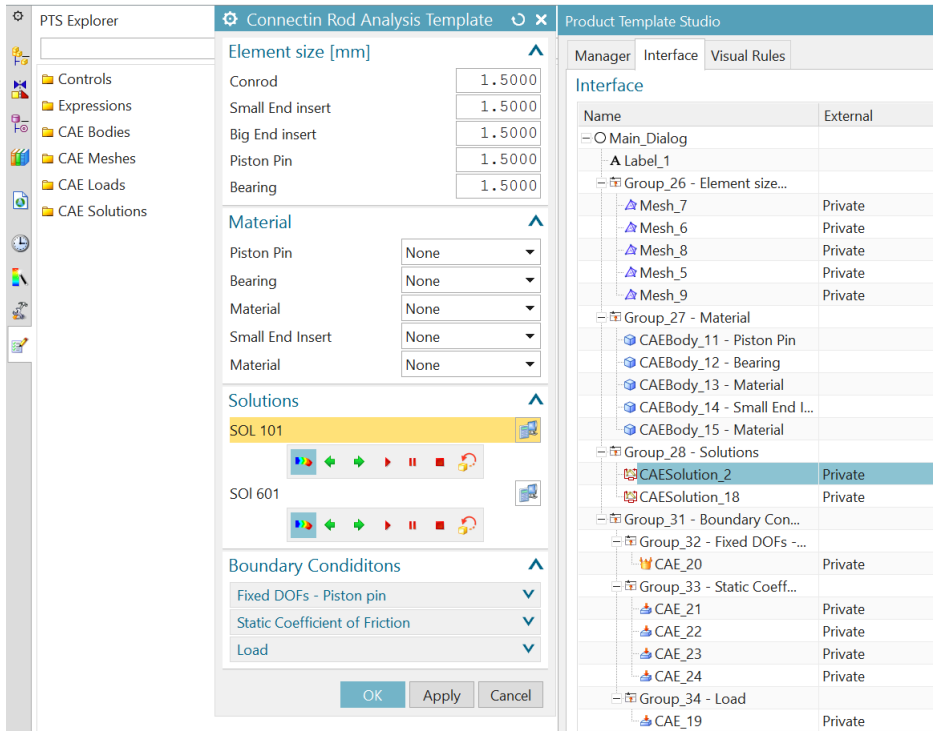 PTS Explorer
Controls
Expressions
CAE Bodies
CAE Meshes
CAE Loads
CAE Solutions
Connectin Rod Analysis Template
Element size [mm]
Conrod 1.5000
Small End insert 1.5000
Big End insert 1.5000
Piston Pin 1.5000
Bearing 1.5000
Material
Piston Pin None
Bearing None
Material None
Small End Insert None
Material None
Solutions
SOL 101
SOl 601
Boundary Condiditons
Fixed DOFs - Piston pin
Static Coefficient of Friction
Load
OK Apply Cancel
Product Template Studio
Manager Interface Visual Rules
Interface
Name External
Main_Dialog
A Label_1
Group_26 - Element size...
Mesh_7 Private
Mesh_6 Private
Mesh_8 Private
Mesh_5 Private
Mesh_9 Private
Group_27 - Material
CAEBody_11 - Piston Pin
CAEBody_12 - Bearing
CAEBody_13 - Material
CAEBody_14 - Small End I...
CAEBody_15 - Material
Group_28 - Solutions
CAESolution_2 Private
CAESolution_18 Private
Group_31 - Boundary Con...
Group_32 - Fixed DOFs -...
CAE_20 Private
Group_33 - Static Coeff...
CAE_21 Private
CAE_22 Private
CAE_23 Private
CAE_24 Private
Group_34 - Load
CAE_19 Private